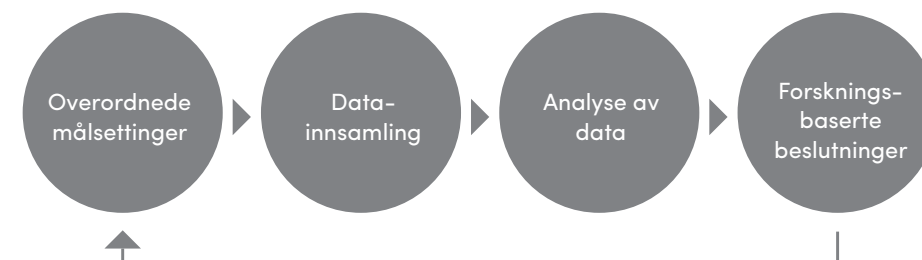 Overordnede
målsettinger
Data-
innsamling
Analyse av
data
Forsknings-
baserte
beslutninger